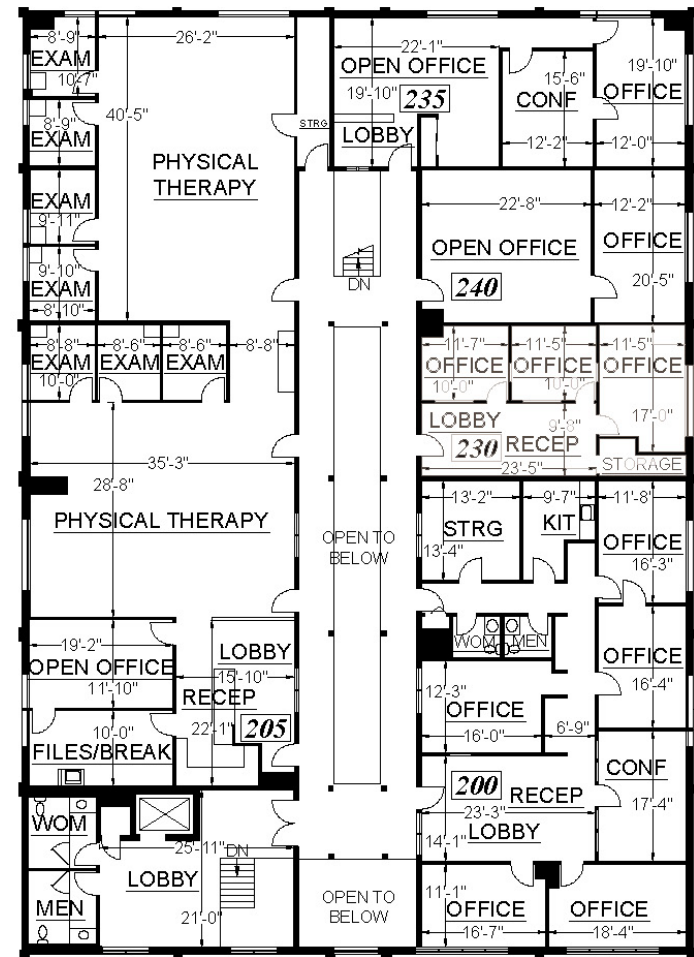 8'-9"
EXAM
10'-7"
26'-2"
40'-5"
PHYSICAL
THERAPY
STRG
22'-1"
OPEN OFFICE
19'-10"
235
LOBBY
15'-6"
CONF
12'-2"
19'-10"
OFFICE
12'-0"
8'-9"
EXAM
EXAM
9'-11"
9'-10"
EXAM
8'-10"
DN
22'-8"
OPEN OFFICE
240
12'-2"
OFFICE
20'-5"
8'-8"
EXAM
10'-0"
8'-6"
EXAM
8'-6"
EXAM
8'-8"
11'-7"
OFFICE
10'-0"
11'-5"
OFFICE
10'-0"
11'-5"
OFFICE
17'-0"
LOBBY
9'-8"
230
RECEP
23'-5"
STORAGE
35'-3"
28'-8"
PHYSICAL THERAPY
OPEN TO
BELOW
13'-2"
STRG
13'-4"
9'-7"
KIT
11'-8"
OFFICE
16'-3"
WOM
MEN
19'-2"
OPEN OFFICE
11'-10"
LOBBY
15'-10"
RECEP
22'-1"
205
10'-0"
FILES/BREAK
12'-3"
OFFICE
16'-0"
6'-9"
OFFICE
16'-4"
200
RECEP
23'-3"
LOBBY
14'-1"
CONF
17'-4"
WOM
MEN
25'-11"
DN
LOBBY
21'-0"
OPEN TO
BELOW
11'-1"
OFFICE
16'-7"
OFFICE
18'-4"